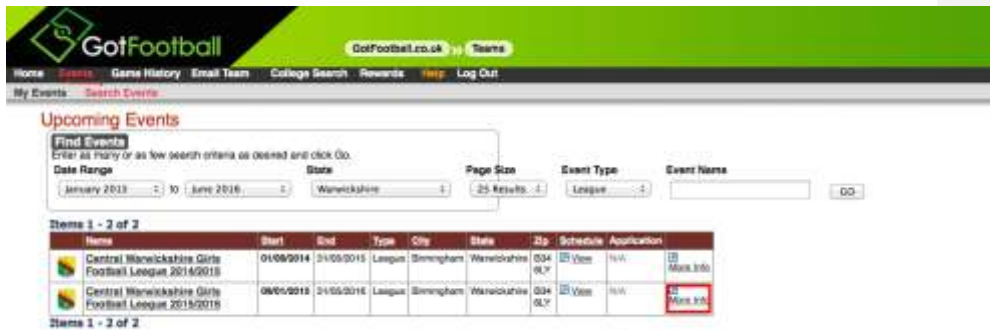 GotFootball
GotFootball.co.uk >> Teams
Home Events Game History Email Team College Search Rewards Help Log Out
My Events Search Events
Upcoming Events
Find Events
Enter as many or as few search criteria as desired and click Go.
Date Range State Page Size Event Type Event Name
January 2013 to June 2016 Warwickshire 25 Results League GO
Items 1 - 2 of 2
Name Start End Type City State Zip Schedule Application
Central Warwickshire Girls Football League 2014/2015 01/09/2014 31/05/2015 League Birmingham Warwickshire B34 6LY View N/A More Info
Central Warwickshire Girls Football League 2015/2016 31/05/2016 League Birmingham Warwickshire B34 6LY View N/A More Info
Items 1 - 2 of 2